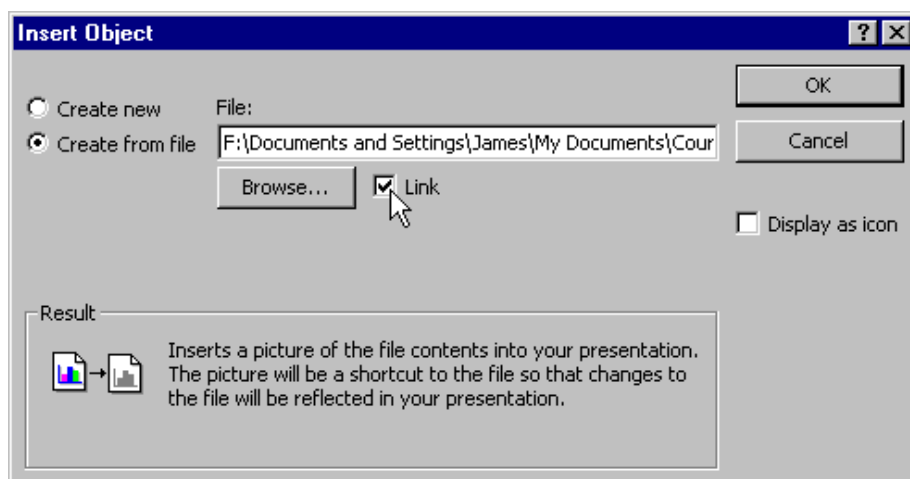 Insert Object
OK
Create new
File:
Create from file
F:\Documents and Settings\James\My Documents\Cour
Cancel
Browse...
Link
Display as icon
Result
Inserts a picture of the file contents into your presentation.
The picture will be a shortcut to the file so that changes to
the file will be reflected in your presentation.